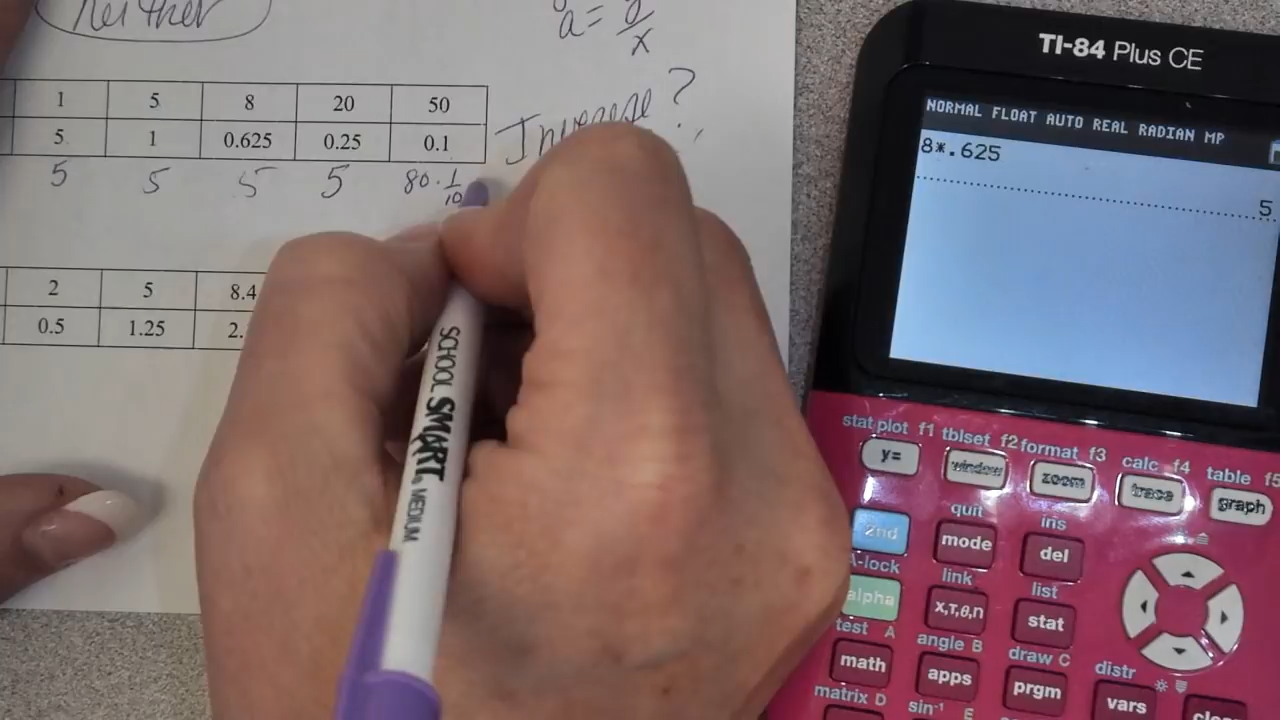 Neither
a = y/x
1 5 8 20 50
5 1 0.625 0.25 0.1
Inverse?
5 5 5 5 80 · 1/10
2 5 8.4
0.5 1.25 2.
SCHOOL SMART MEDIUM
TI-84 Plus CE
NORMAL FLOAT AUTO REAL RADIAN MP
8*.625
5
stat plot f1 tblset f2 format f3 calc f4 table f5
y= window zoom trace graph
quit ins
2nd mode del
A-lock link list
alpha X,T,θ,n stat
test A angle B draw C distr
math apps prgm vars clear
matrix D sin⁻¹ E